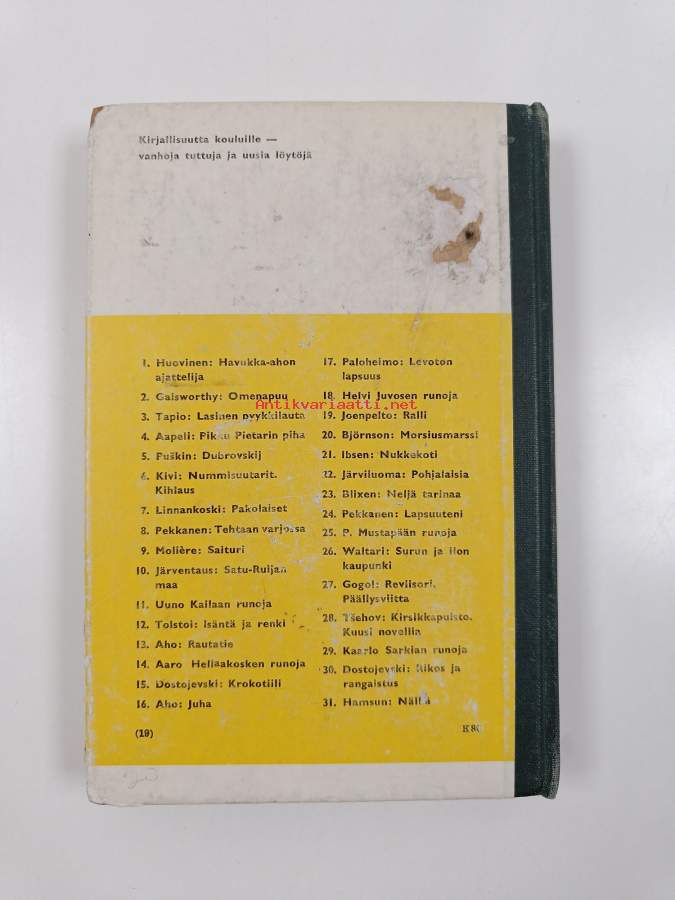 Kirjallisuutta kouluille —
vanhoja tuttuja ja uusia löytöjä
1. Huovinen: Havukka-ahon
ajattelija
2. Galsworthy: Omenapuu
3. Tapio: Lasinen pyykkilauta
4. Aapeli: Pikku Pietarin piha
5. Puškin: Dubrovskij
6. Kivi: Nummisuutarit.
Kihlaus
7. Linnankoski: Pakolaiset
8. Pekkanen: Tehtaan varjossa
9. Molière: Saituri
10. Järventaus: Satu-Ruijan
maa
11. Uuno Kailaan runoja
12. Tolstoi: Isäntä ja renki
13. Aho: Rautatie
14. Aaro Hellaakosken runoja
15. Dostojevski: Krokotiili
16. Aho: Juha
(19)
17. Paloheimo: Levoton
lapsuus
18. Helvi Juvosen runoja
19. Joenpelto: Ralli
20. Björnson: Morsiusmarssi
21. Ibsen: Nukkekoti
22. Järviluoma: Pohjalaisia
23. Blixen: Neljä tarinaa
24. Pekkanen: Lapsuuteni
25. P. Mustapään runoja
26. Waltari: Surun ja ilon
kaupunki
27. Gogol: Reviisori.
Päällysviitta
28. Tšehov: Kirsikkapuisto.
Kuusi novellia
29. Kaarlo Sarkian runoja
30. Dostojevski: Rikos ja
rangaistus
31. Hamsun: Nälkä
Antikvariaatti.net